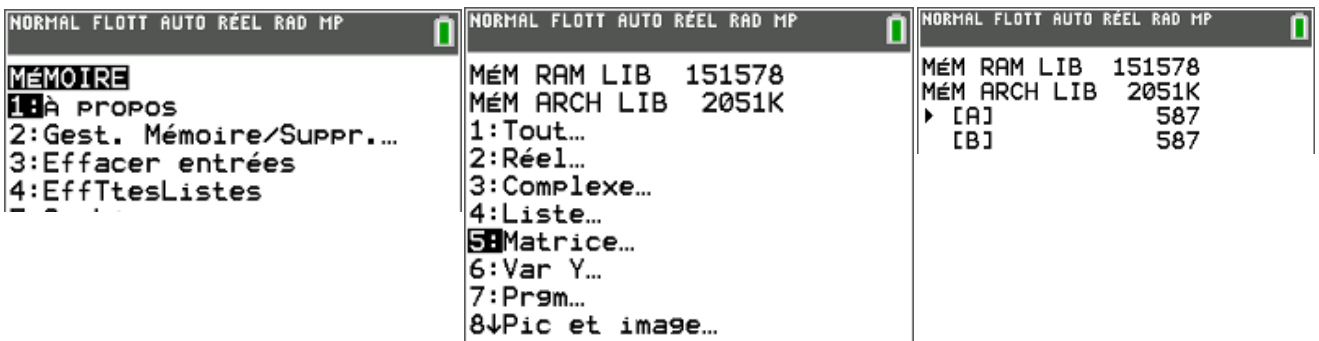 NORMAL FLOTT AUTO RÉEL RAD MP
MÉMOIRE
1:À propos
2:Gest. Mémoire/Suppr.…
3:Effacer entrées
4:EffTtesListes
NORMAL FLOTT AUTO RÉEL RAD MP
MÉM RAM LIB 151578
MÉM ARCH LIB 2051K
1:Tout…
2:Réel…
3:Complexe…
4:Liste…
5:Matrice…
6:Var Y…
7:Prgm…
8↓Pic et image…
NORMAL FLOTT AUTO RÉEL RAD MP
MÉM RAM LIB 151578
MÉM ARCH LIB 2051K
▸ [A] 587
[B] 587